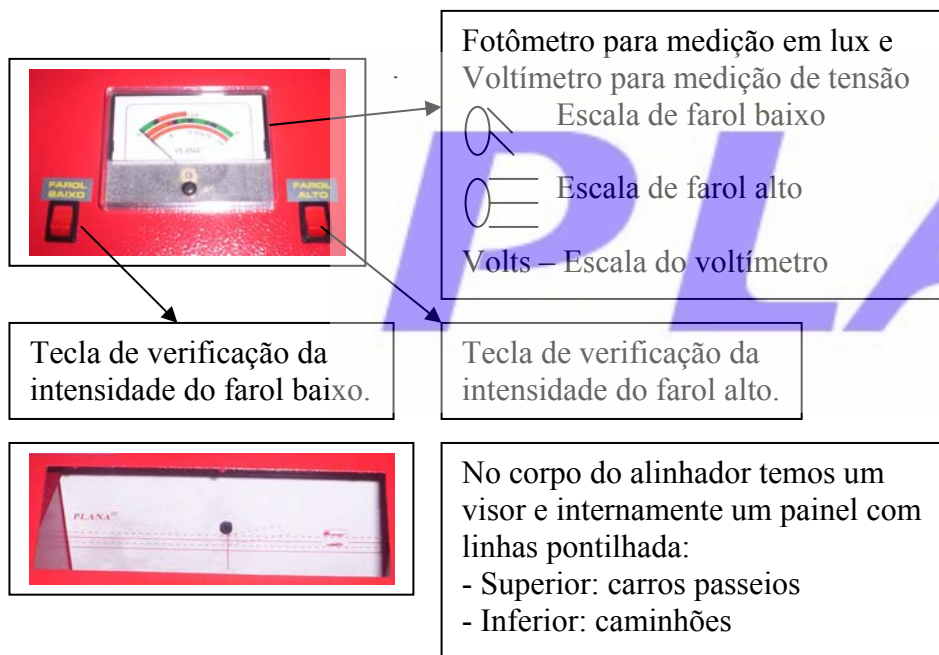 Fotômetro para medição em lux e
Voltímetro para medição de tensão
Escala de farol baixo
Escala de farol alto
Volts – Escala do voltímetro
PLANA
FAROL
BAIXO
FAROL
ALTO
Tecla de verificação da
intensidade do farol baixo.
Tecla de verificação da
intensidade do farol alto.
PLANA
No corpo do alinhador temos um
visor e internamente um painel com
linhas pontilhada:
- Superior: carros passeios
- Inferior: caminhões
PLA